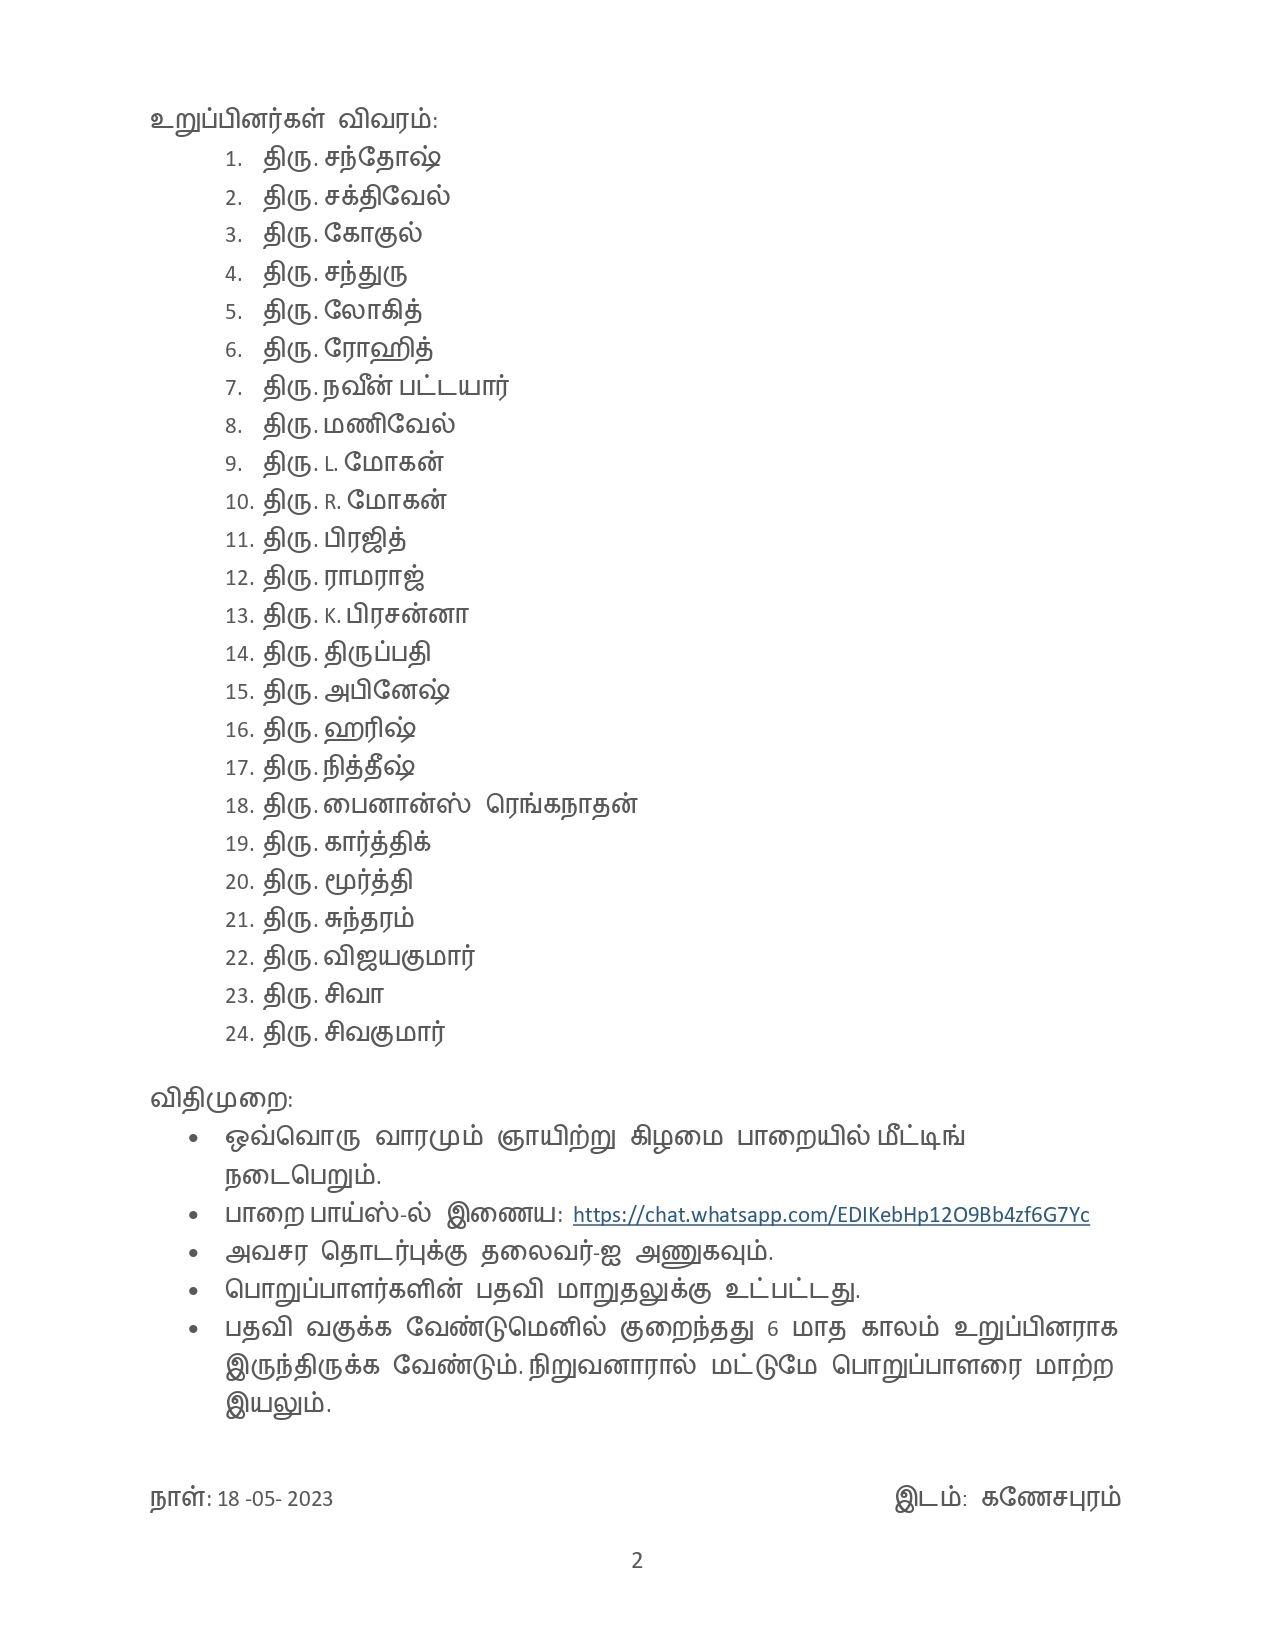 உறுப்பினர்கள் விவரம்:
1. திரு. சந்தோஷ்
2. திரு. சக்திவேல்
3. திரு. கோகுல்
4. திரு. சந்துரு
5. திரு. லோகித்
6. திரு. ரோஹித்
7. திரு. நவீன் பட்டயார்
8. திரு. மணிவேல்
9. திரு. L. மோகன்
10. திரு. R. மோகன்
11. திரு. பிரஜித்
12. திரு. ராமராஜ்
13. திரு. K. பிரசன்னா
14. திரு. திருப்பதி
15. திரு. அபினேஷ்
16. திரு. ஹரிஷ்
17. திரு. நித்தீஷ்
18. திரு. பைனான்ஸ் ரெங்கநாதன்
19. திரு. கார்த்திக்
20. திரு. மூர்த்தி
21. திரு. சுந்தரம்
22. திரு. விஜயகுமார்
23. திரு. சிவா
24. திரு. சிவகுமார்
விதிமுறை:
• ஒவ்வொரு வாரமும் ஞாயிற்று கிழமை பாறையில் மீட்டிங்
நடைபெறும்.
• பாறை பாய்ஸ்-ல் இணைய: https://chat.whatsapp.com/EDIKebHp12O9Bb4zf6G7Yc
• அவசர தொடர்புக்கு தலைவர்-ஐ அணுகவும்.
• பொறுப்பாளர்களின் பதவி மாறுதலுக்கு உட்பட்டது.
• பதவி வகுக்க வேண்டுமெனில் குறைந்தது 6 மாத காலம் உறுப்பினராக
இருந்திருக்க வேண்டும். நிறுவனாரால் மட்டுமே பொறுப்பாளரை மாற்ற
இயலும்.
நாள்: 18 -05- 2023 இடம்: கணேசபுரம்
2